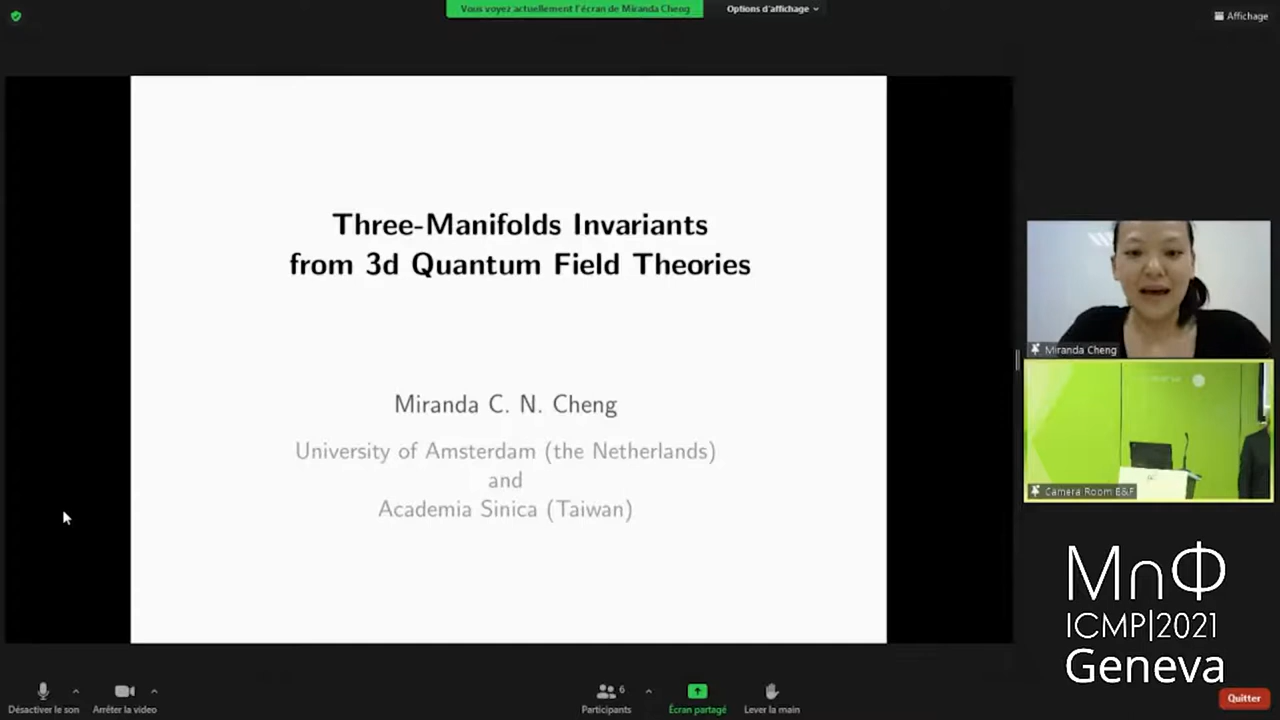 Vous voyez actuellement l'écran de Miranda Cheng
Options d'affichage
Affichage
Three-Manifolds Invariants
from 3d Quantum Field Theories
Miranda C. N. Cheng
University of Amsterdam (the Netherlands)
and
Academia Sinica (Taiwan)
Miranda Cheng
Camera Room E&F
M∩Φ
ICMP|2021
Geneva
Désactiver le son
Arrêter la vidéo
Participants
6
Écran partagé
Lever la main
Quitter